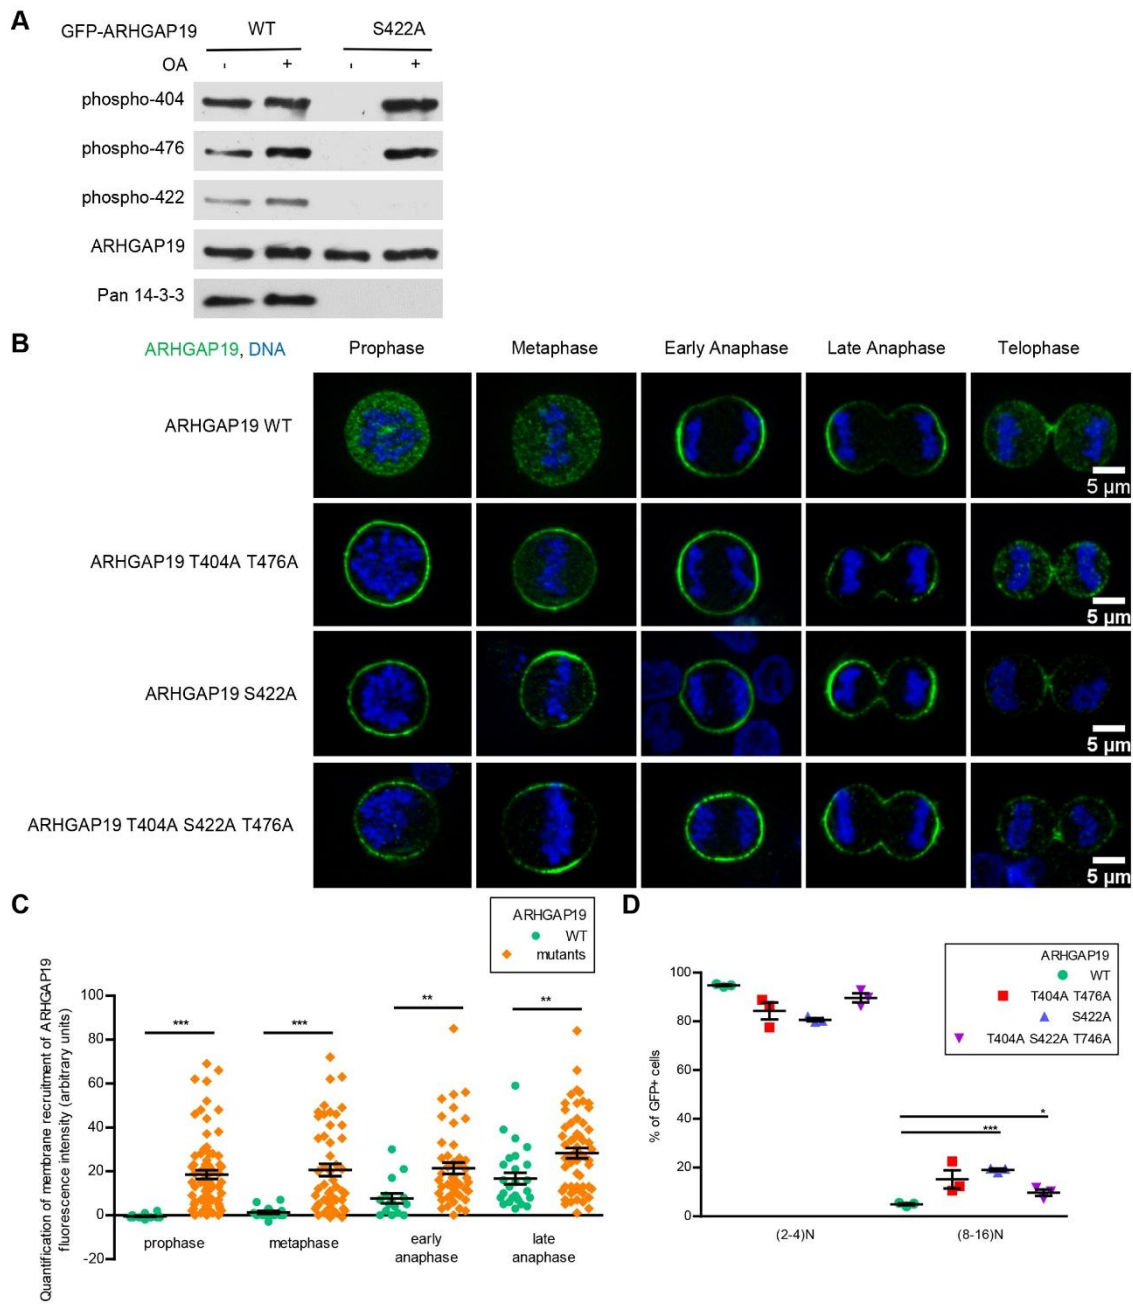 A
GFP-ARHGAP19 WT S422A
OA - + - +
phospho-404
phospho-476
phospho-422
ARHGAP19
Pan 14-3-3
B
ARHGAP19, DNA Prophase Metaphase Early Anaphase Late Anaphase Telophase
ARHGAP19 WT
5 µm
ARHGAP19 T404A T476A
5 µm
ARHGAP19 S422A
5 µm
ARHGAP19 T404A S422A T476A
5 µm
C
ARHGAP19
WT
mutants
Quantification of membrane recruitment of ARHGAP19
fluorescence intensity (arbitrary units)
100
80
60
40
20
0
-20
*** *** ** **
prophase metaphase early anaphase late anaphase
D
ARHGAP19
WT
T404A T476A
S422A
T404A S422A T746A
% of GFP+ cells
100
80
60
40
20
0
*
***
(2-4)N (8-16)N